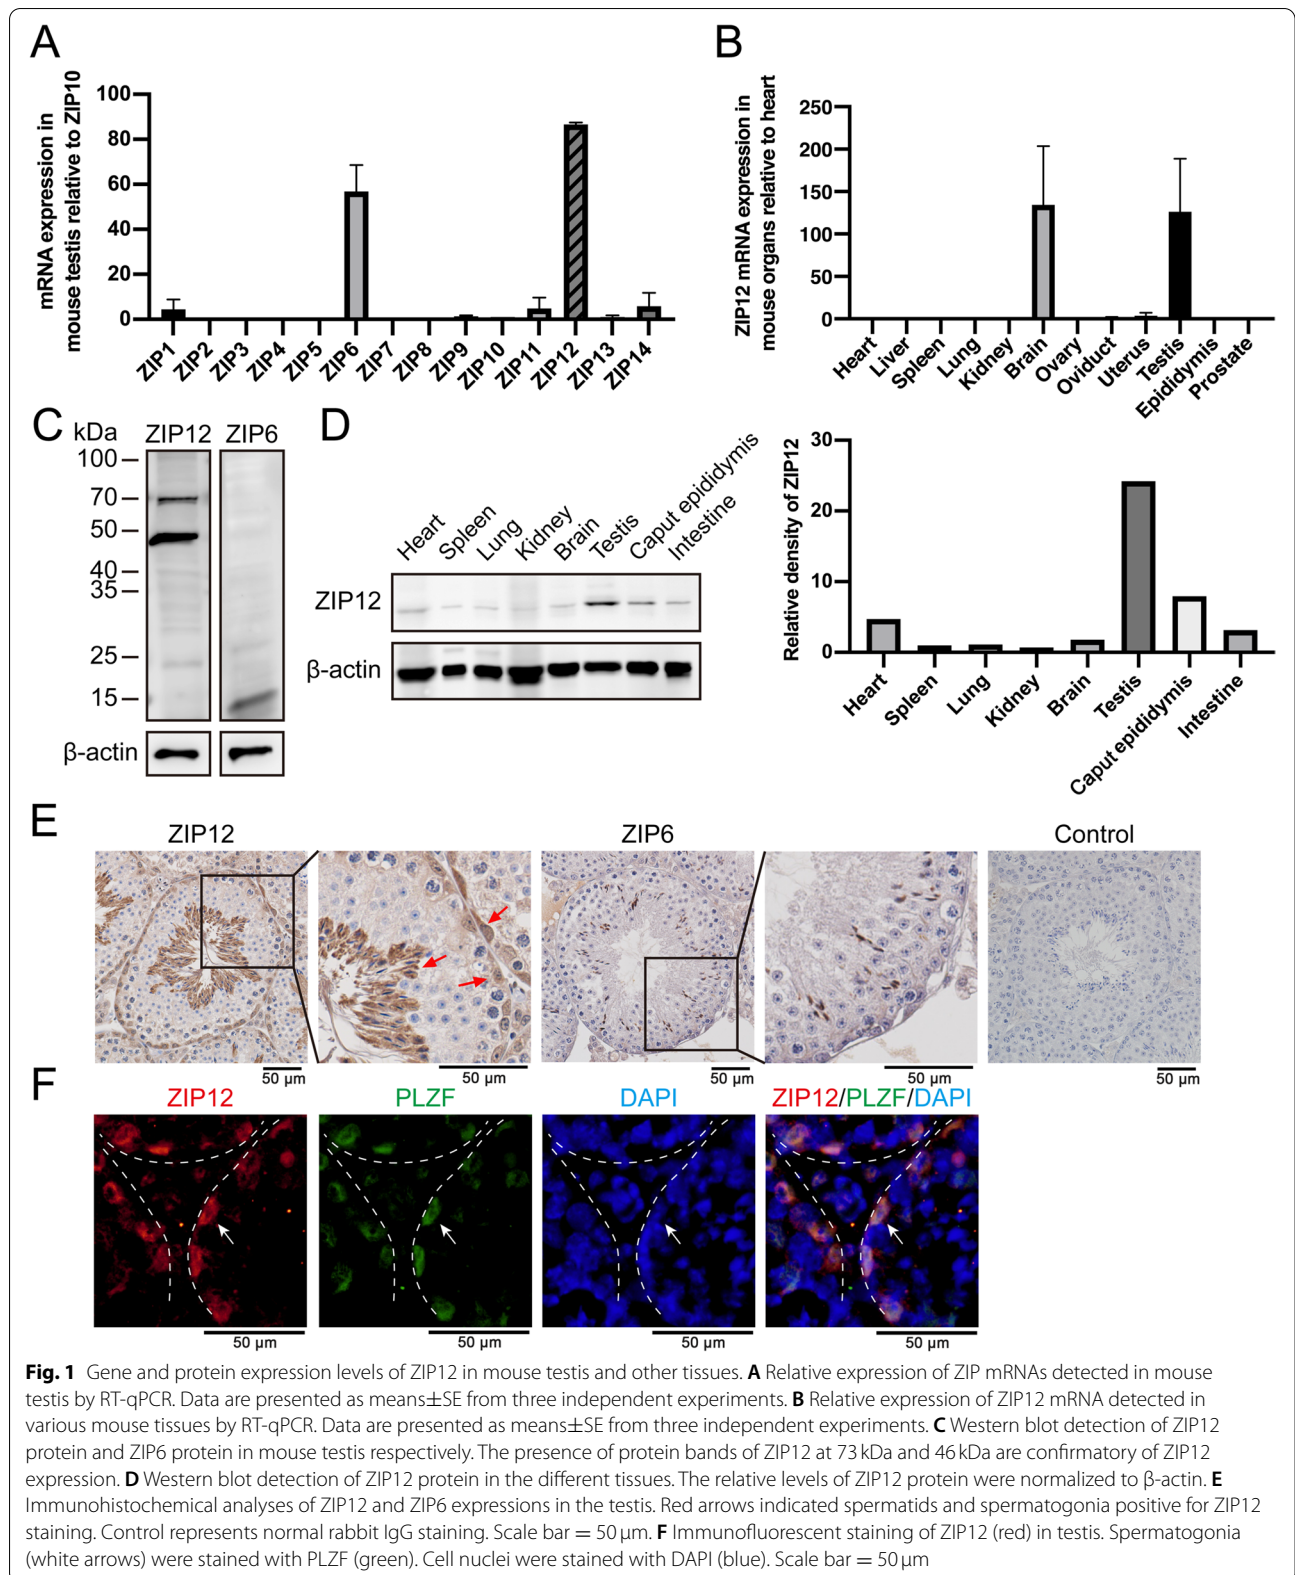 A
mRNA expression in
mouse testis relative to ZIP10
100
80
60
40
20
0
ZIP1
ZIP2
ZIP3
ZIP4
ZIP5
ZIP6
ZIP7
ZIP8
ZIP9
ZIP10
ZIP11
ZIP12
ZIP13
ZIP14
B
ZIP12 mRNA expression in
mouse organs relative to heart
250
200
150
100
50
0
Heart
Liver
Spleen
Lung
Kidney
Brain
Ovary
Oviduct
Uterus
Testis
Epididymis
Prostate
C
kDa
ZIP12
ZIP6
100
70
50
40
35
25
15
β-actin
D
Heart
Spleen
Lung
Kidney
Brain
Testis
Caput epididymis
Intestine
ZIP12
β-actin
Relative density of ZIP12
30
20
10
0
Heart
Spleen
Lung
Kidney
Brain
Testis
Caput epididymis
Intestine
E
ZIP12
ZIP6
Control
50 µm
50 µm
50 µm
50 µm
50 µm
F
ZIP12
PLZF
DAPI
ZIP12/PLZF/DAPI
50 µm
50 µm
50 µm
50 µm
Fig. 1 Gene and protein expression levels of ZIP12 in mouse testis and other tissues. A Relative expression of ZIP mRNAs detected in mouse
testis by RT-qPCR. Data are presented as means±SE from three independent experiments. B Relative expression of ZIP12 mRNA detected in
various mouse tissues by RT-qPCR. Data are presented as means±SE from three independent experiments. C Western blot detection of ZIP12
protein and ZIP6 protein in mouse testis respectively. The presence of protein bands of ZIP12 at 73 kDa and 46 kDa are confirmatory of ZIP12
expression. D Western blot detection of ZIP12 protein in the different tissues. The relative levels of ZIP12 protein were normalized to β-actin. E
Immunohistochemical analyses of ZIP12 and ZIP6 expressions in the testis. Red arrows indicated spermatids and spermatogonia positive for ZIP12
staining. Control represents normal rabbit IgG staining. Scale bar = 50 µm. F Immunofluorescent staining of ZIP12 (red) in testis. Spermatogonia
(white arrows) were stained with PLZF (green). Cell nuclei were stained with DAPI (blue). Scale bar = 50 µm